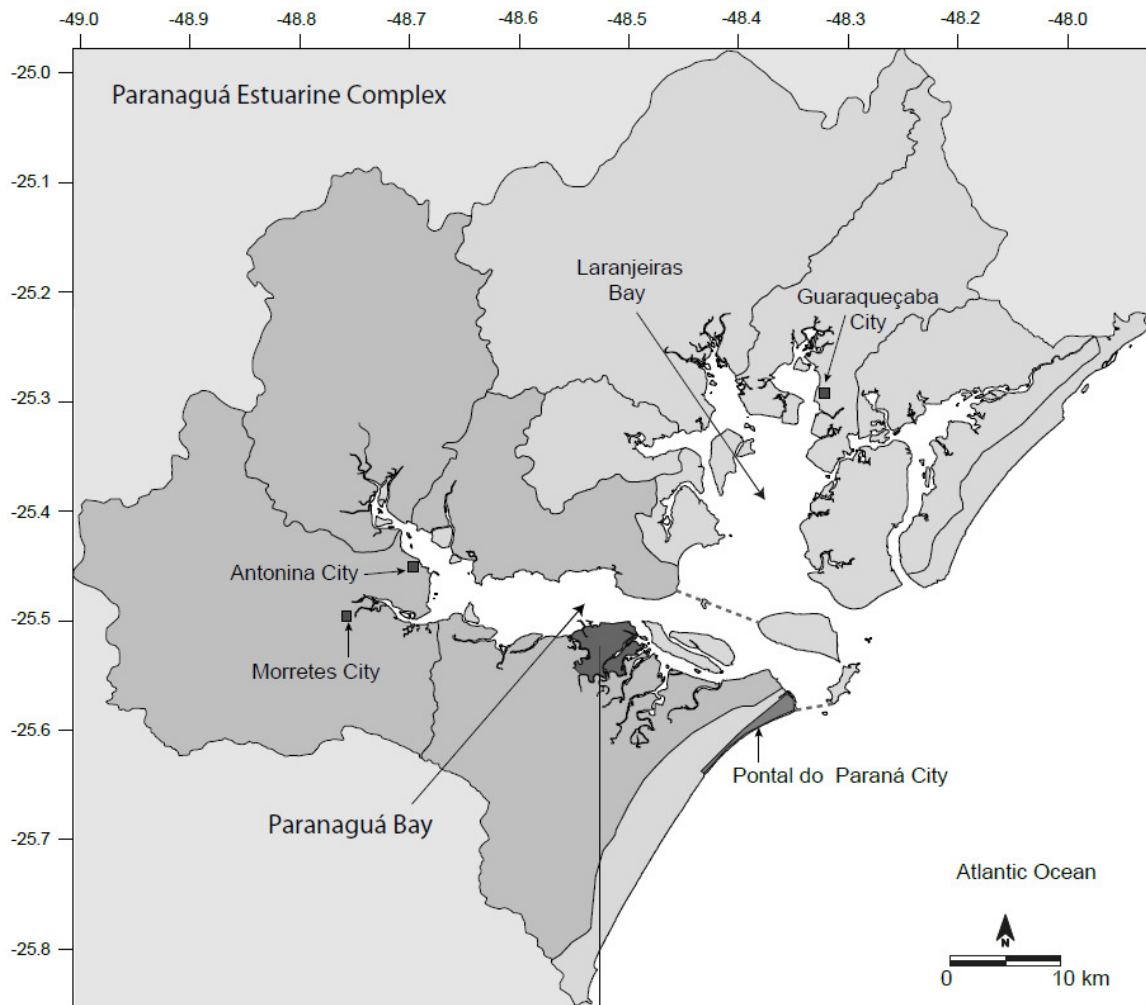 -49.0 -48.9 -48.8 -48.7 -48.6 -48.5 -48.4 -48.3 -48.2 -48.0
-25.0
Paranaguá Estuarine Complex
-25.1
-25.2
Laranjeiras
Bay
Guaraqueçaba
City
-25.3
-25.4
Antonina City
-25.5
Morretes City
-25.6
Pontal do Paraná City
Paranaguá Bay
-25.7
Atlantic Ocean
-25.8
N
0 10 km